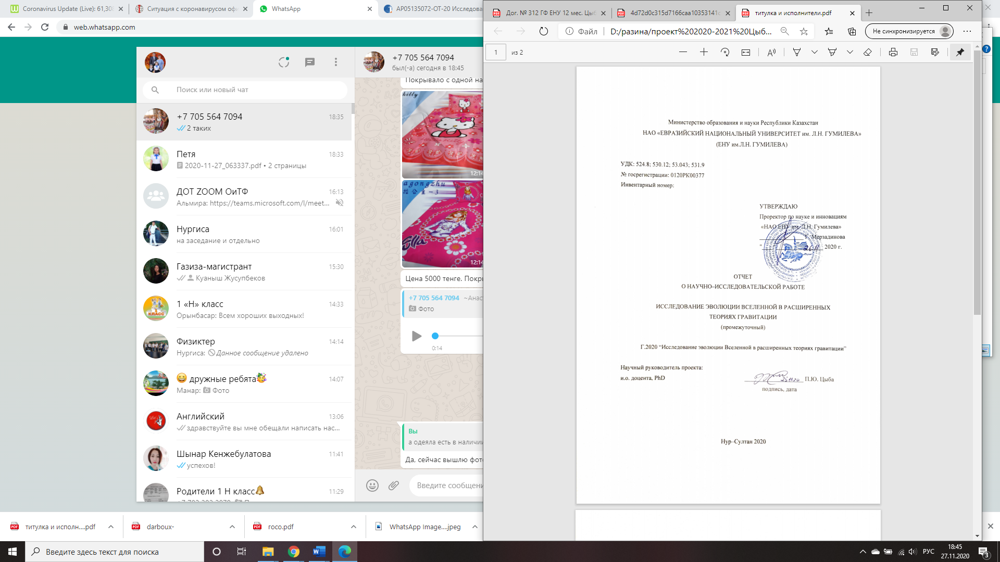 Coronavirus Update (Live): 61,308
Ситуация с коронавирусом офи
WhatsApp
AP05135072-ОТ-20 Исследова
web.whatsapp.com
Поиск или новый чат
+7 705 564 7094
18:35
2 таких
Петя
18:33
2020-11-27_063337.pdf • 2 страницы
ДОТ ZOOM ОиТФ
16:13
Альмира: https://teams.microsoft.com/l/meet...
Нургиса
16:01
на заседание и отдельно
Газиза-магистрант
15:30
Куаныш Жусупбеков
1 «Н» класс
14:33
Орынбасар: Всем хороших выходных!
Физиктер
14:14
Нургиса: Данное сообщение удалено
дружные ребята
14:07
Манар: Фото
Английский
13:06
здравствуйте вы мне обещали написать нас...
Шынар Кенжебулатова
11:41
успехов!
Родители 1 Н класс
11:29
+7 705 564 7094
был(-а) сегодня в 18:45
Покрывало с одной на
kitty
12:14
agongzhu
12:14
Цена 5000 тенге. Покры
+7 705 564 7094 ~Анас
Фото
0:14
Вы
а одеяла есть в наличии
Да, сейчас вышлю фото
Введите сообщени
Дог. № 312 ГФ ЕНУ 12 мес. Цыб
4d72d0c315d7166caa10353141c
титулка и исполнители.pdf
Файл
D:/разина/проект%202020-2021%20Цыб...
Не синхронизируется
1
из 2
Министерство образования и науки Республики Казахстан
НАО «ЕВРАЗИЙСКИЙ НАЦИОНАЛЬНЫЙ УНИВЕРСИТЕТ им. Л.Н. ГУМИЛЕВА»
(ЕНУ им.Л.Н. ГУМИЛЕВА)
УДК: 524.8; 530.12; 53.043; 531.9
№ госрегистрации: 0120РК00377
Инвентарный номер:
УТВЕРЖДАЮ
Проректор по науке и инновациям
«НАО ЕНУ им. Л.Н. Гумилева»
Г. Мерзадинова
2020 г.
ОТЧЕТ
О НАУЧНО–ИССЛЕДОВАТЕЛЬСКОЙ РАБОТЕ
ИССЛЕДОВАНИЕ ЭВОЛЮЦИИ ВСЕЛЕННОЙ В РАСШИРЕННЫХ
ТЕОРИЯХ ГРАВИТАЦИИ
(промежуточный)
Г.2020 “Исследование эволюции Вселенной в расширенных теориях гравитации”
Научный руководитель проекта:
и.о. доцента, PhD
П.Ю. Цыба
подпись, дата
Нур–Султан 2020
титулка и исполн....pdf
darboux-
roco.pdf
WhatsApp Image....jpeg
Введите здесь текст для поиска
РУС
18:45
27.11.2020
3